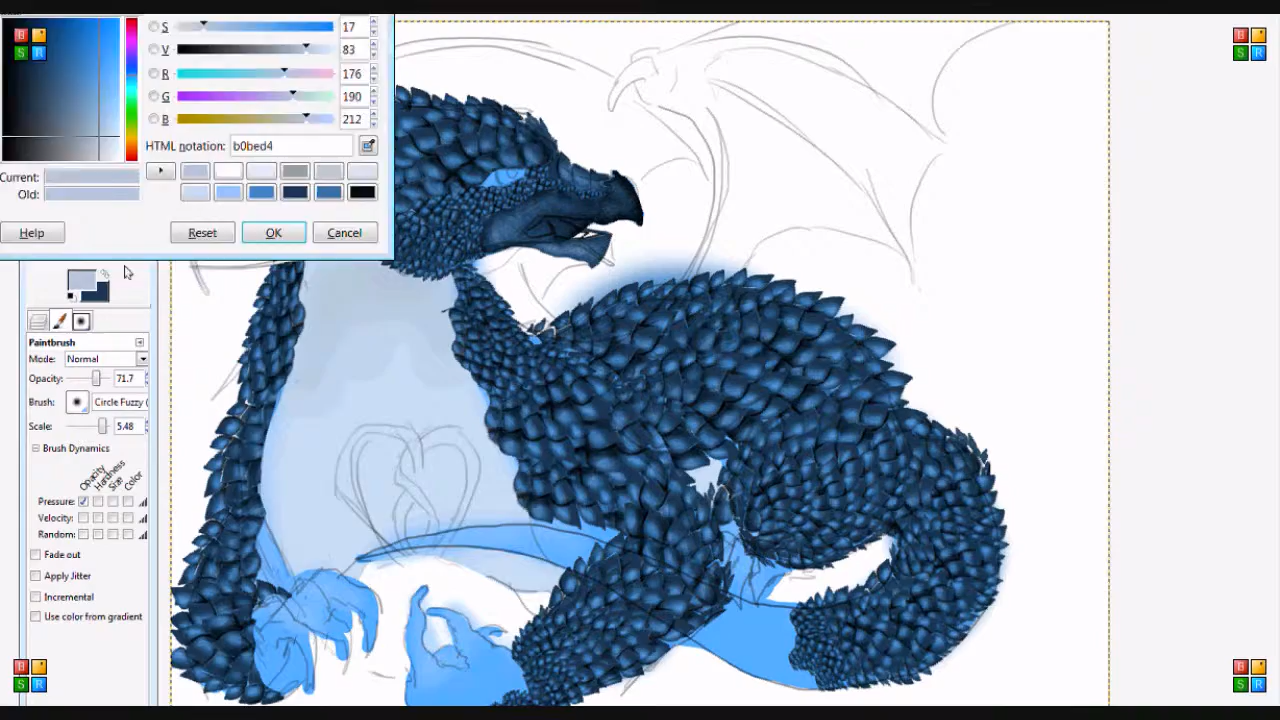 S 17
V 83
R 176
G 190
B 212
HTML notation: b0bed4
Current:
Old:
Help Reset OK Cancel
Paintbrush
Mode: Normal
Opacity: 71.7
Brush: Circle Fuzzy (
Scale: 5.48
Brush Dynamics
Opacity Hardness Size Color
Pressure:
Velocity:
Random:
Fade out
Apply Jitter
Incremental
Use color from gradient
B
S R
B
S R
B
S R
B
S R